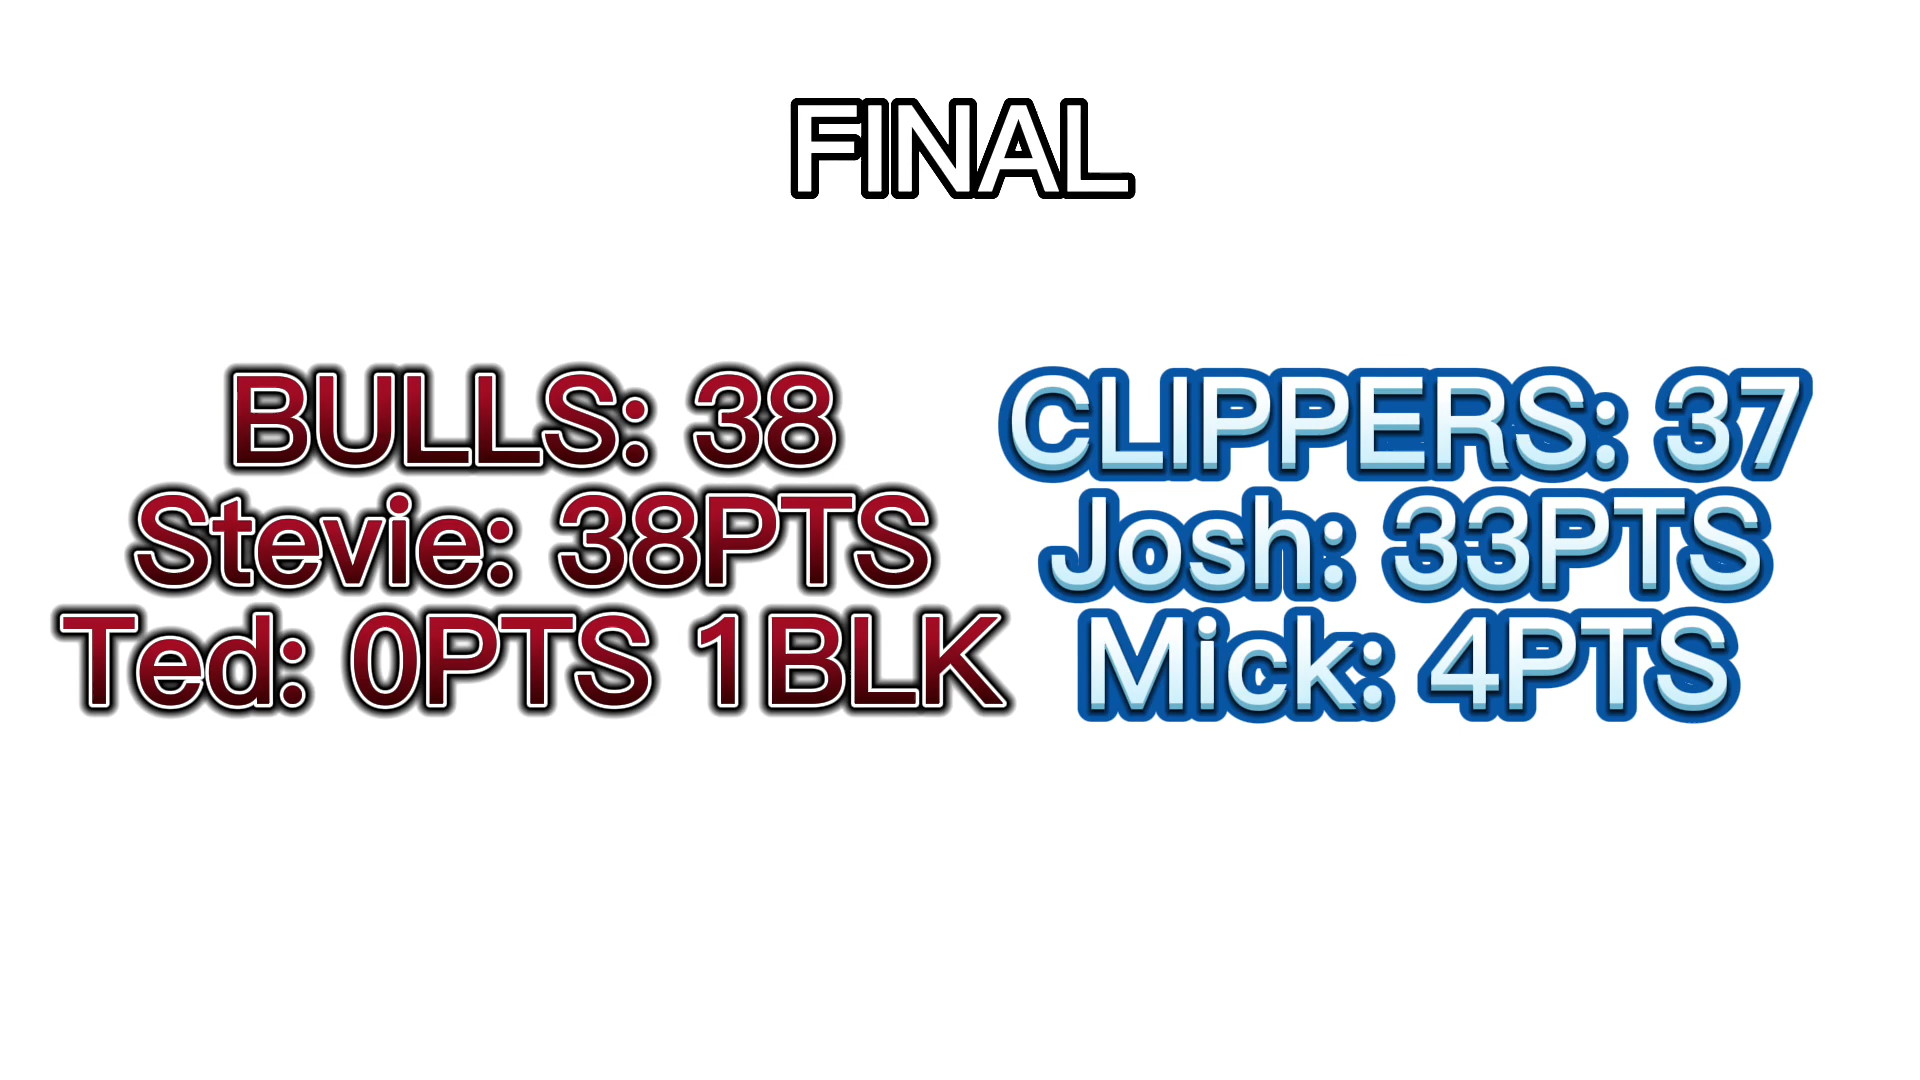 FINAL
BULLS: 38
Stevie: 38PTS
Ted: 0PTS 1BLK
CLIPPERS: 37
Josh: 33PTS
Mick: 4PTS